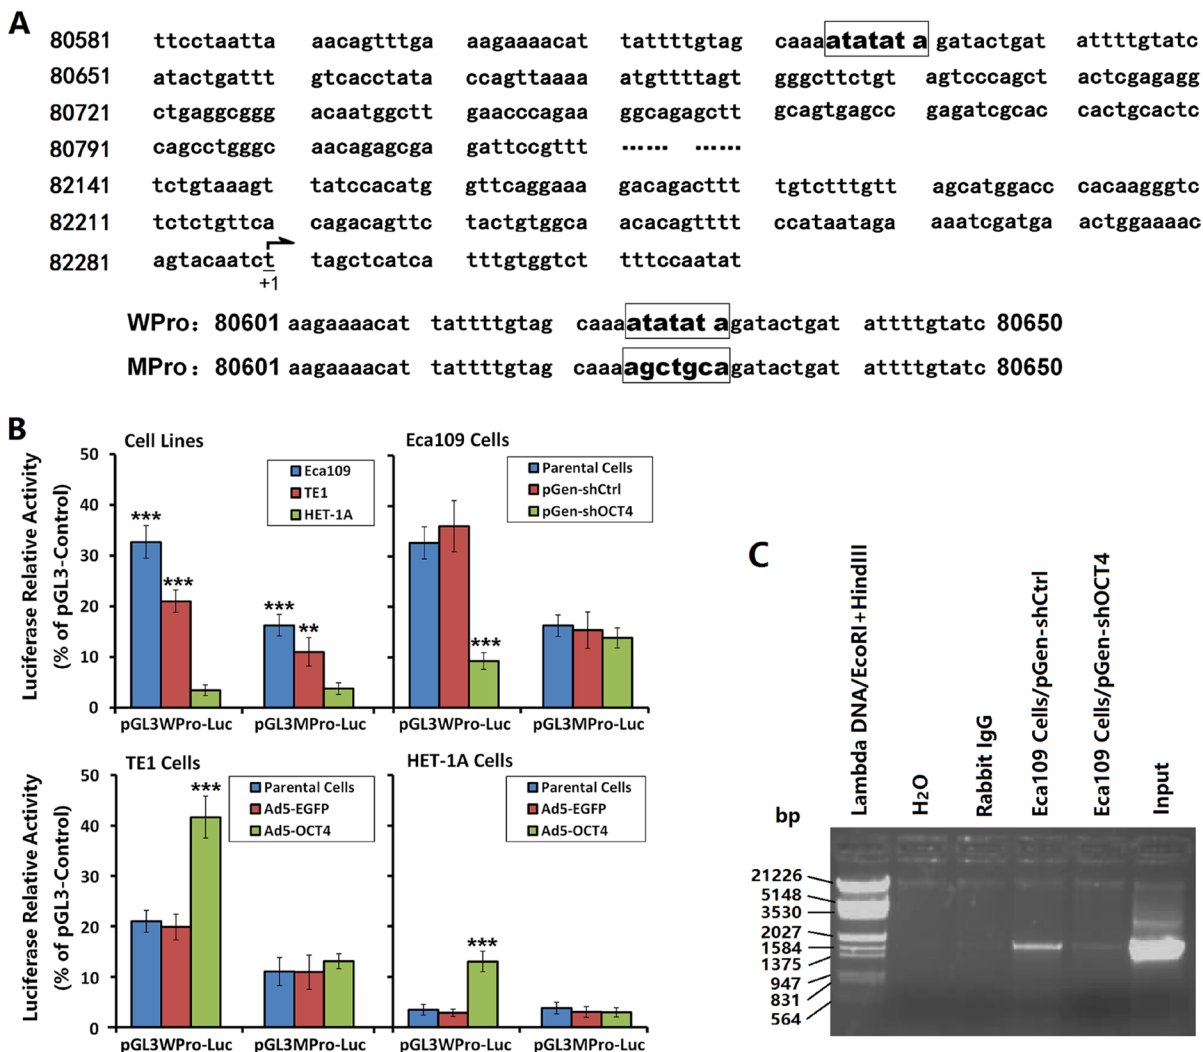 A
80581 ttcctaatta aacagtttga aagaaaacat tattttgtag caaaatatat a gatactgat attttgtatc
80651 atactgattt gtcacctata ccagttaaaa atgttttagt gggcttctgt agtcccagct actcgagagg
80721 ctgaggcggg acaatggctt gaacccagaa ggcagagctt gcagtgagcc gagatcgcac cactgcactc
80791 cagcctgggc aacagagcga gattccgttt ...... ......
82141 tctgtaaagt tatccacatg gttcaggaaa gacagacttt tgtctttgtt agcatggacc cacaagggtc
82211 tctctgttca cagacagttc tactgtggca acacagtttt ccataataga aaatcgatga actggaaaac
82281 agtacaatct tagctcatca tttgtggtct tttccaatat
+1
WPro: 80601 aagaaaacat tattttgtag caaaatatat agatactgat attttgtatc 80650
MPro: 80601 aagaaaacat tattttgtag caaaagctgcagatactgat attttgtatc 80650
B
Cell Lines
Luciferase Relative Activity
(% of pGL3-Control)
50
40
30
20
10
0
Eca109
TE1
HET-1A
***
***
***
**
pGL3WPro-Luc
pGL3MPro-Luc
Eca109 Cells
Parental Cells
pGen-shCtrl
pGen-shOCT4
***
pGL3WPro-Luc
pGL3MPro-Luc
TE1 Cells
Luciferase Relative Activity
(% of pGL3-Control)
50
40
30
20
10
0
Parental Cells
Ad5-EGFP
Ad5-OCT4
***
pGL3WPro-Luc
pGL3MPro-Luc
HET-1A Cells
Parental Cells
Ad5-EGFP
Ad5-OCT4
***
pGL3WPro-Luc
pGL3MPro-Luc
C
Lambda DNA/EcoRI+HindIII
H2O
Rabbit IgG
Eca109 Cells/pGen-shCtrl
Eca109 Cells/pGen-shOCT4
Input
bp
21226
5148
3530
2027
1584
1375
947
831
564